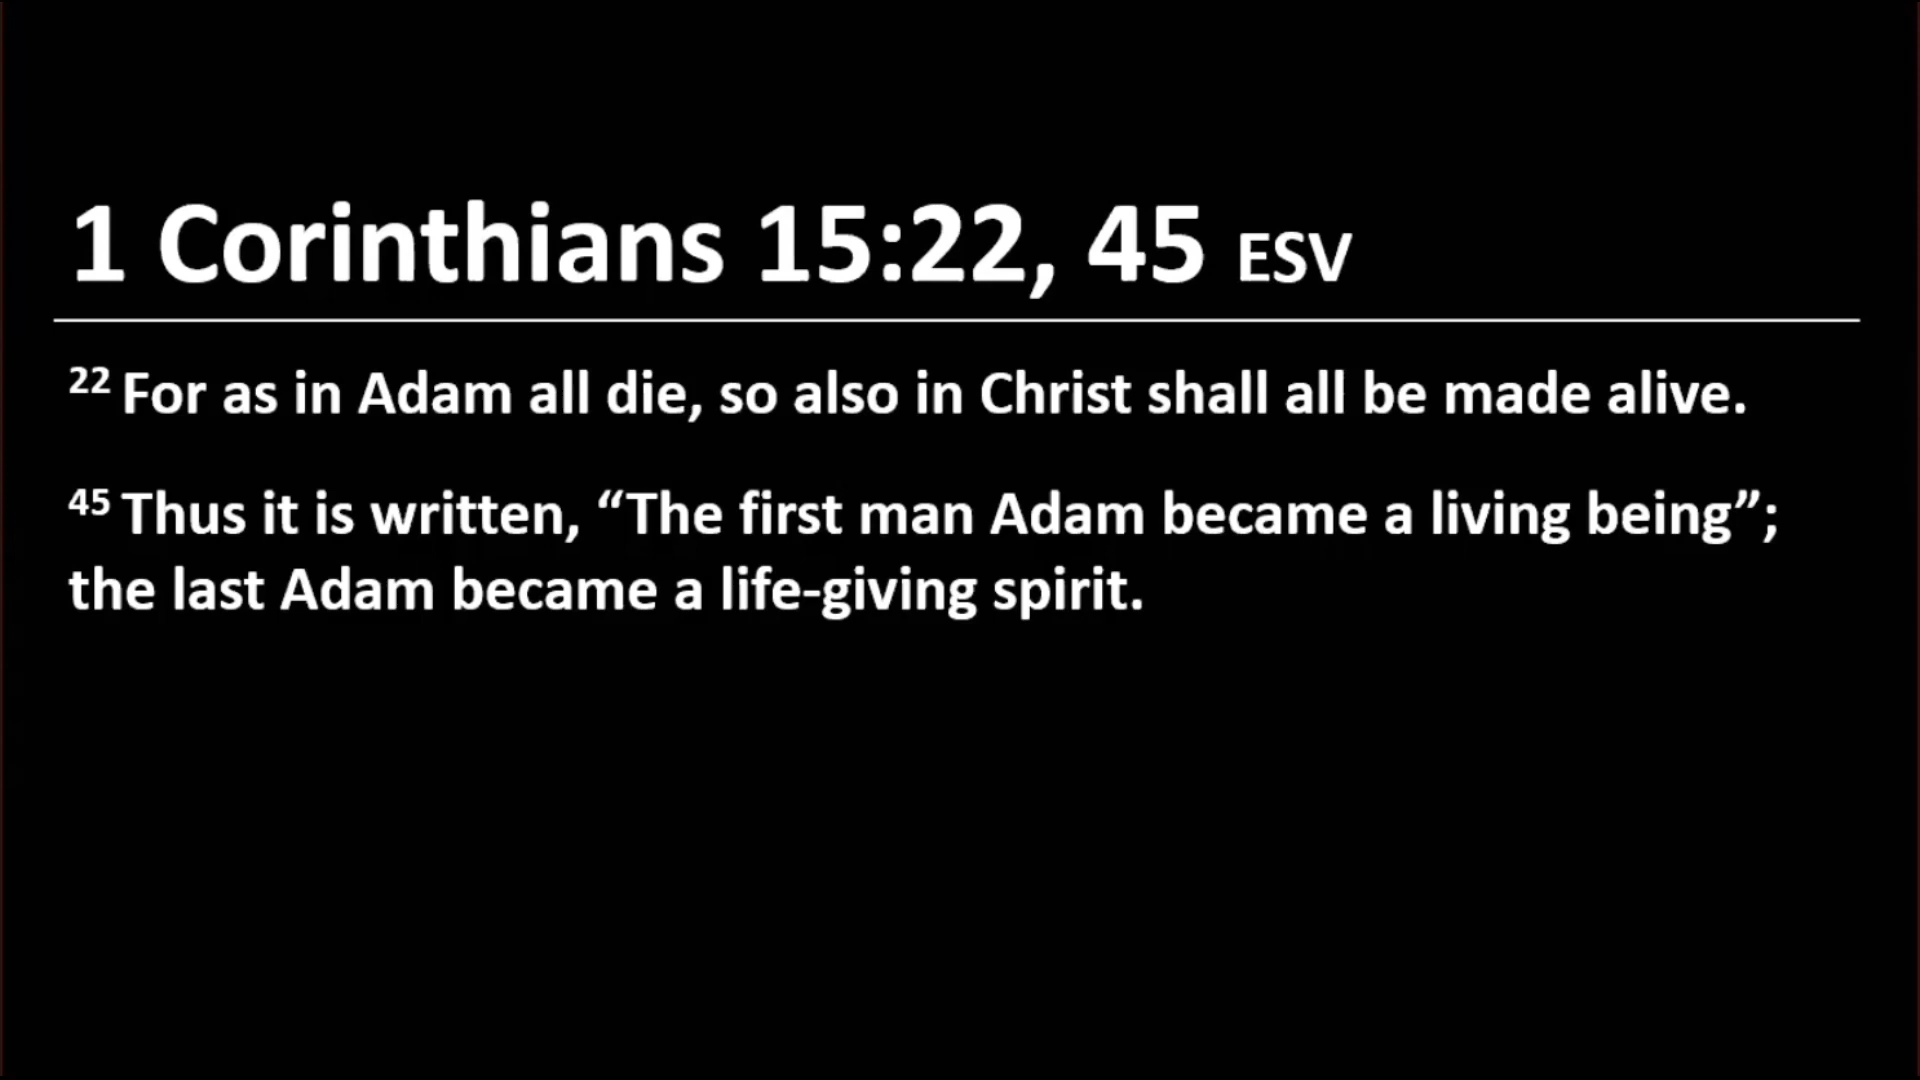 1 Corinthians 15:22, 45 ESV
22 For as in Adam all die, so also in Christ shall all be made alive.
45 Thus it is written, “The first man Adam became a living being”;
the last Adam became a life-giving spirit.